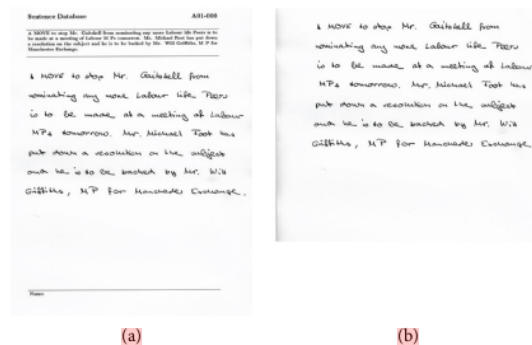 Sentence Database A01-000
A MOVE to stop Mr. Gaitskell from nominating any more Labour life Peers is to
be made at a meeting of Labour M Ps tomorrow. Mr. Michael Foot has put down
a resolution on the subject and he is to be backed by Mr. Will Griffiths, M P for
Manchester Exchange.
A MOVE to stop Mr. Gaitskell from
nominating any more Labour life Peers
is to be made at a meeting of Labour
MPs tomorrow. Mr. Michael Foot has
put down a resolution on the subject
and he is to be backed by Mr. Will
Griffiths, MP for Manchester Exchange.
Name:
(a)
A MOVE to stop Mr. Gaitskell from
nominating any more Labour life Peers
is to be made at a meeting of Labour
MPs tomorrow. Mr. Michael Foot has
put down a resolution on the subject
and he is to be backed by Mr. Will
Griffiths, MP for Manchester Exchange
(b)